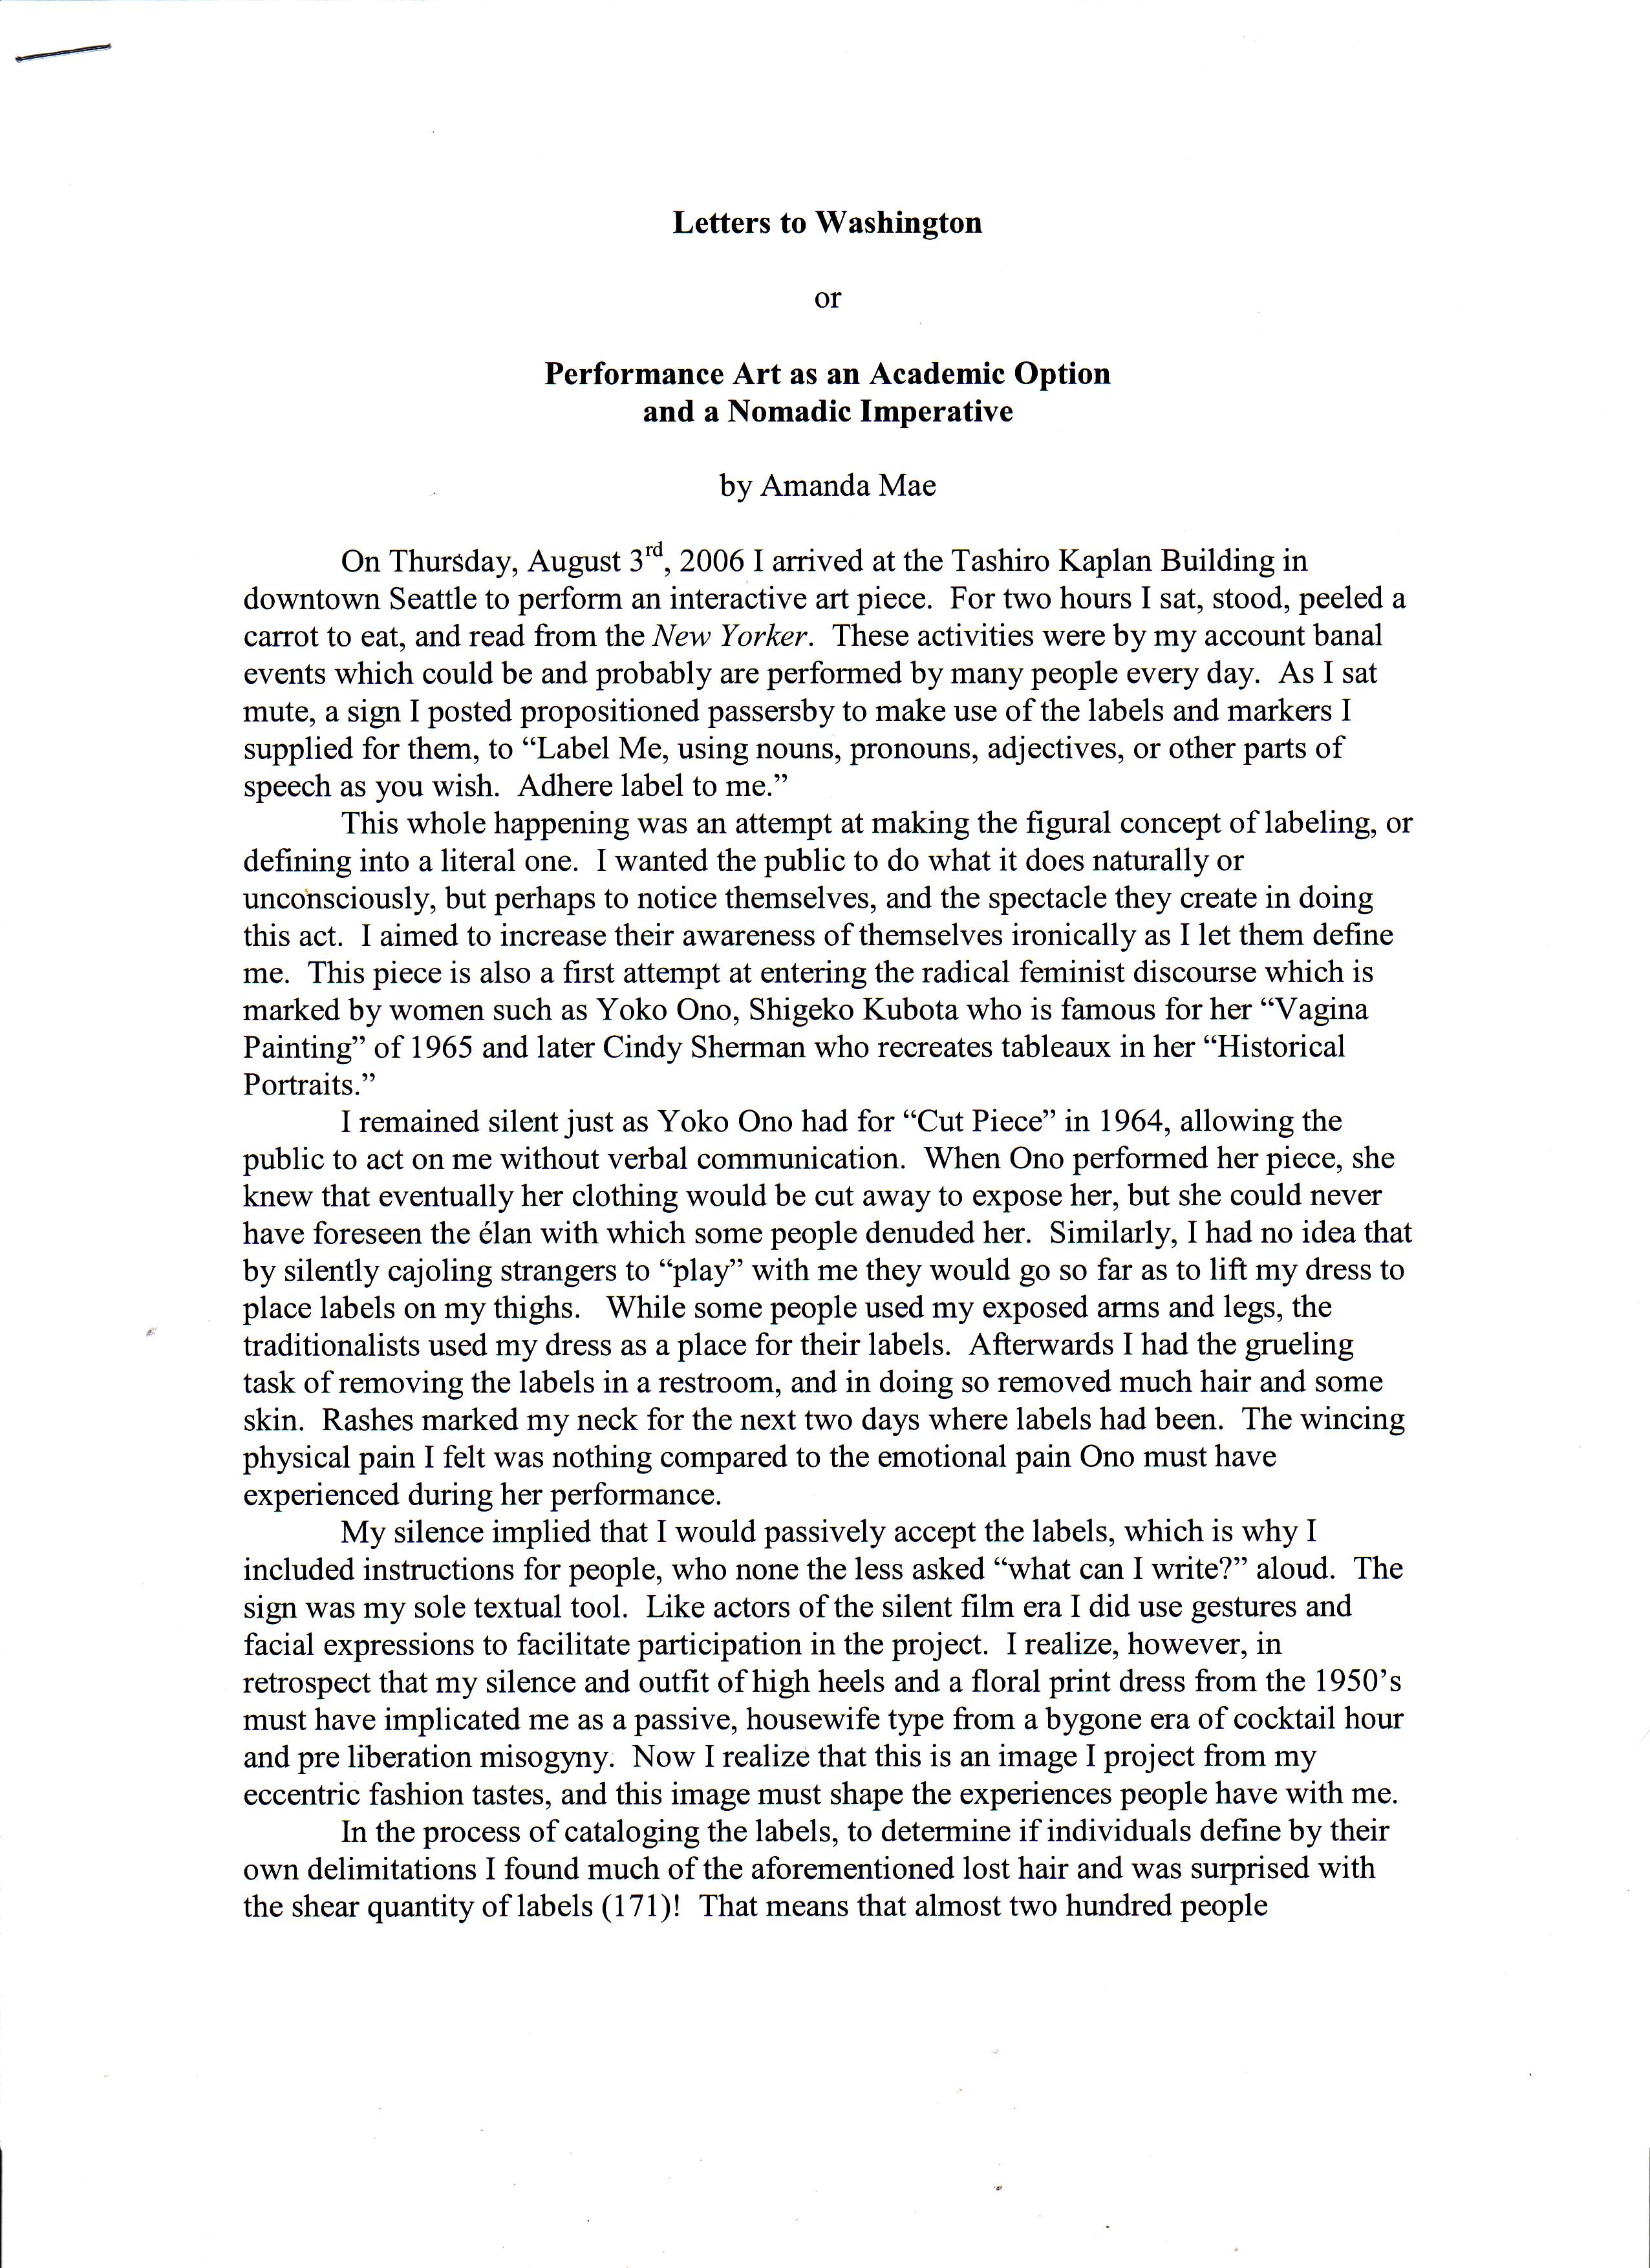 Letters to Washington
or
Performance Art as an Academic Option
and a Nomadic Imperative
by Amanda Mae
On Thursday, August 3rd, 2006 I arrived at the Tashiro Kaplan Building in
downtown Seattle to perform an interactive art piece.  For two hours I sat, stood, peeled a
carrot to eat, and read from the New Yorker.  These activities were by my account banal
events which could be and probably are performed by many people every day.  As I sat
mute, a sign I posted propositioned passersby to make use of the labels and markers I
supplied for them, to “Label Me, using nouns, pronouns, adjectives, or other parts of
speech as you wish.  Adhere label to me.”
This whole happening was an attempt at making the figural concept of labeling, or
defining into a literal one.  I wanted the public to do what it does naturally or
unconsciously, but perhaps to notice themselves, and the spectacle they create in doing
this act.  I aimed to increase their awareness of themselves ironically as I let them define
me.  This piece is also a first attempt at entering the radical feminist discourse which is
marked by women such as Yoko Ono, Shigeko Kubota who is famous for her “Vagina
Painting” of 1965 and later Cindy Sherman who recreates tableaux in her “Historical
Portraits.”
I remained silent just as Yoko Ono had for “Cut Piece” in 1964, allowing the
public to act on me without verbal communication.  When Ono performed her piece, she
knew that eventually her clothing would be cut away to expose her, but she could never
have foreseen the élan with which some people denuded her.  Similarly, I had no idea that
by silently cajoling strangers to “play” with me they would go so far as to lift my dress to
place labels on my thighs.   While some people used my exposed arms and legs, the
traditionalists used my dress as a place for their labels.  Afterwards I had the grueling
task of removing the labels in a restroom, and in doing so removed much hair and some
skin.  Rashes marked my neck for the next two days where labels had been.  The wincing
physical pain I felt was nothing compared to the emotional pain Ono must have
experienced during her performance.
My silence implied that I would passively accept the labels, which is why I
included instructions for people, who none the less asked “what can I write?” aloud.  The
sign was my sole textual tool.  Like actors of the silent film era I did use gestures and
facial expressions to facilitate participation in the project.  I realize, however, in
retrospect that my silence and outfit of high heels and a floral print dress from the 1950’s
must have implicated me as a passive, housewife type from a bygone era of cocktail hour
and pre liberation misogyny.  Now I realize that this is an image I project from my
eccentric fashion tastes, and this image must shape the experiences people have with me.
In the process of cataloging the labels, to determine if individuals define by their
own delimitations I found much of the aforementioned lost hair and was surprised with
the shear quantity of labels (171)!  That means that almost two hundred people